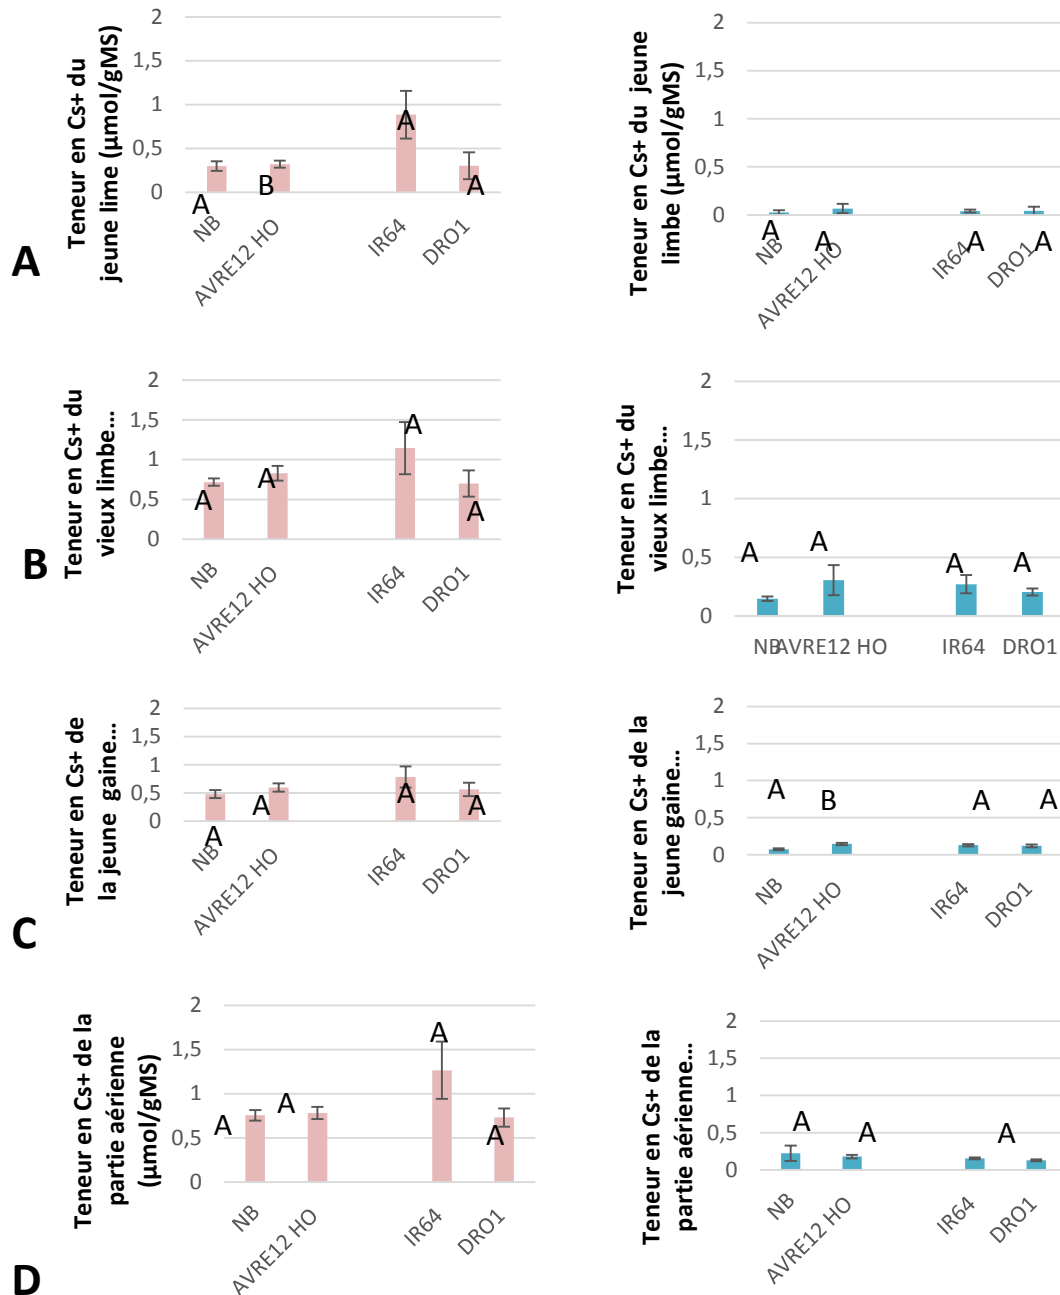 Teneur en Cs+ du
jeune lime (µmol/gMS)
2
1,5
1
0,5
0
A
B
A
A
NB
AVRE12 HO
IR64
DRO1
A
Teneur en Cs+ du jeune
limbe (µmol/gMS)
2
1,5
1
0,5
0
A
A
A
A
NB
AVRE12 HO
IR64
DRO1
Teneur en Cs+ du
vieux limbe...
2
1,5
1
0,5
0
A
A
A
A
NB
AVRE12 HO
IR64
DRO1
B
Teneur en Cs+ du
vieux limbe...
2
1,5
1
0,5
0
A
A
A
A
NB
AVRE12 HO
IR64
DRO1
Teneur en Cs+ de
la jeune gaine...
2
1,5
1
0,5
0
A
A
A
A
NB
AVRE12 HO
IR64
DRO1
C
Teneur en Cs+ de la
jeune gaine...
2
1,5
1
0,5
0
A
B
A
A
NB
AVRE12 HO
IR64
DRO1
Teneur en Cs+ de la
partie aérienne
(µmol/gMS)
2
1,5
1
0,5
0
A
A
A
A
NB
AVRE12 HO
IR64
DRO1
D
Teneur en Cs+ de la
partie aérienne...
2
1,5
1
0,5
0
A
A
A
NB
AVRE12 HO
IR64
DRO1